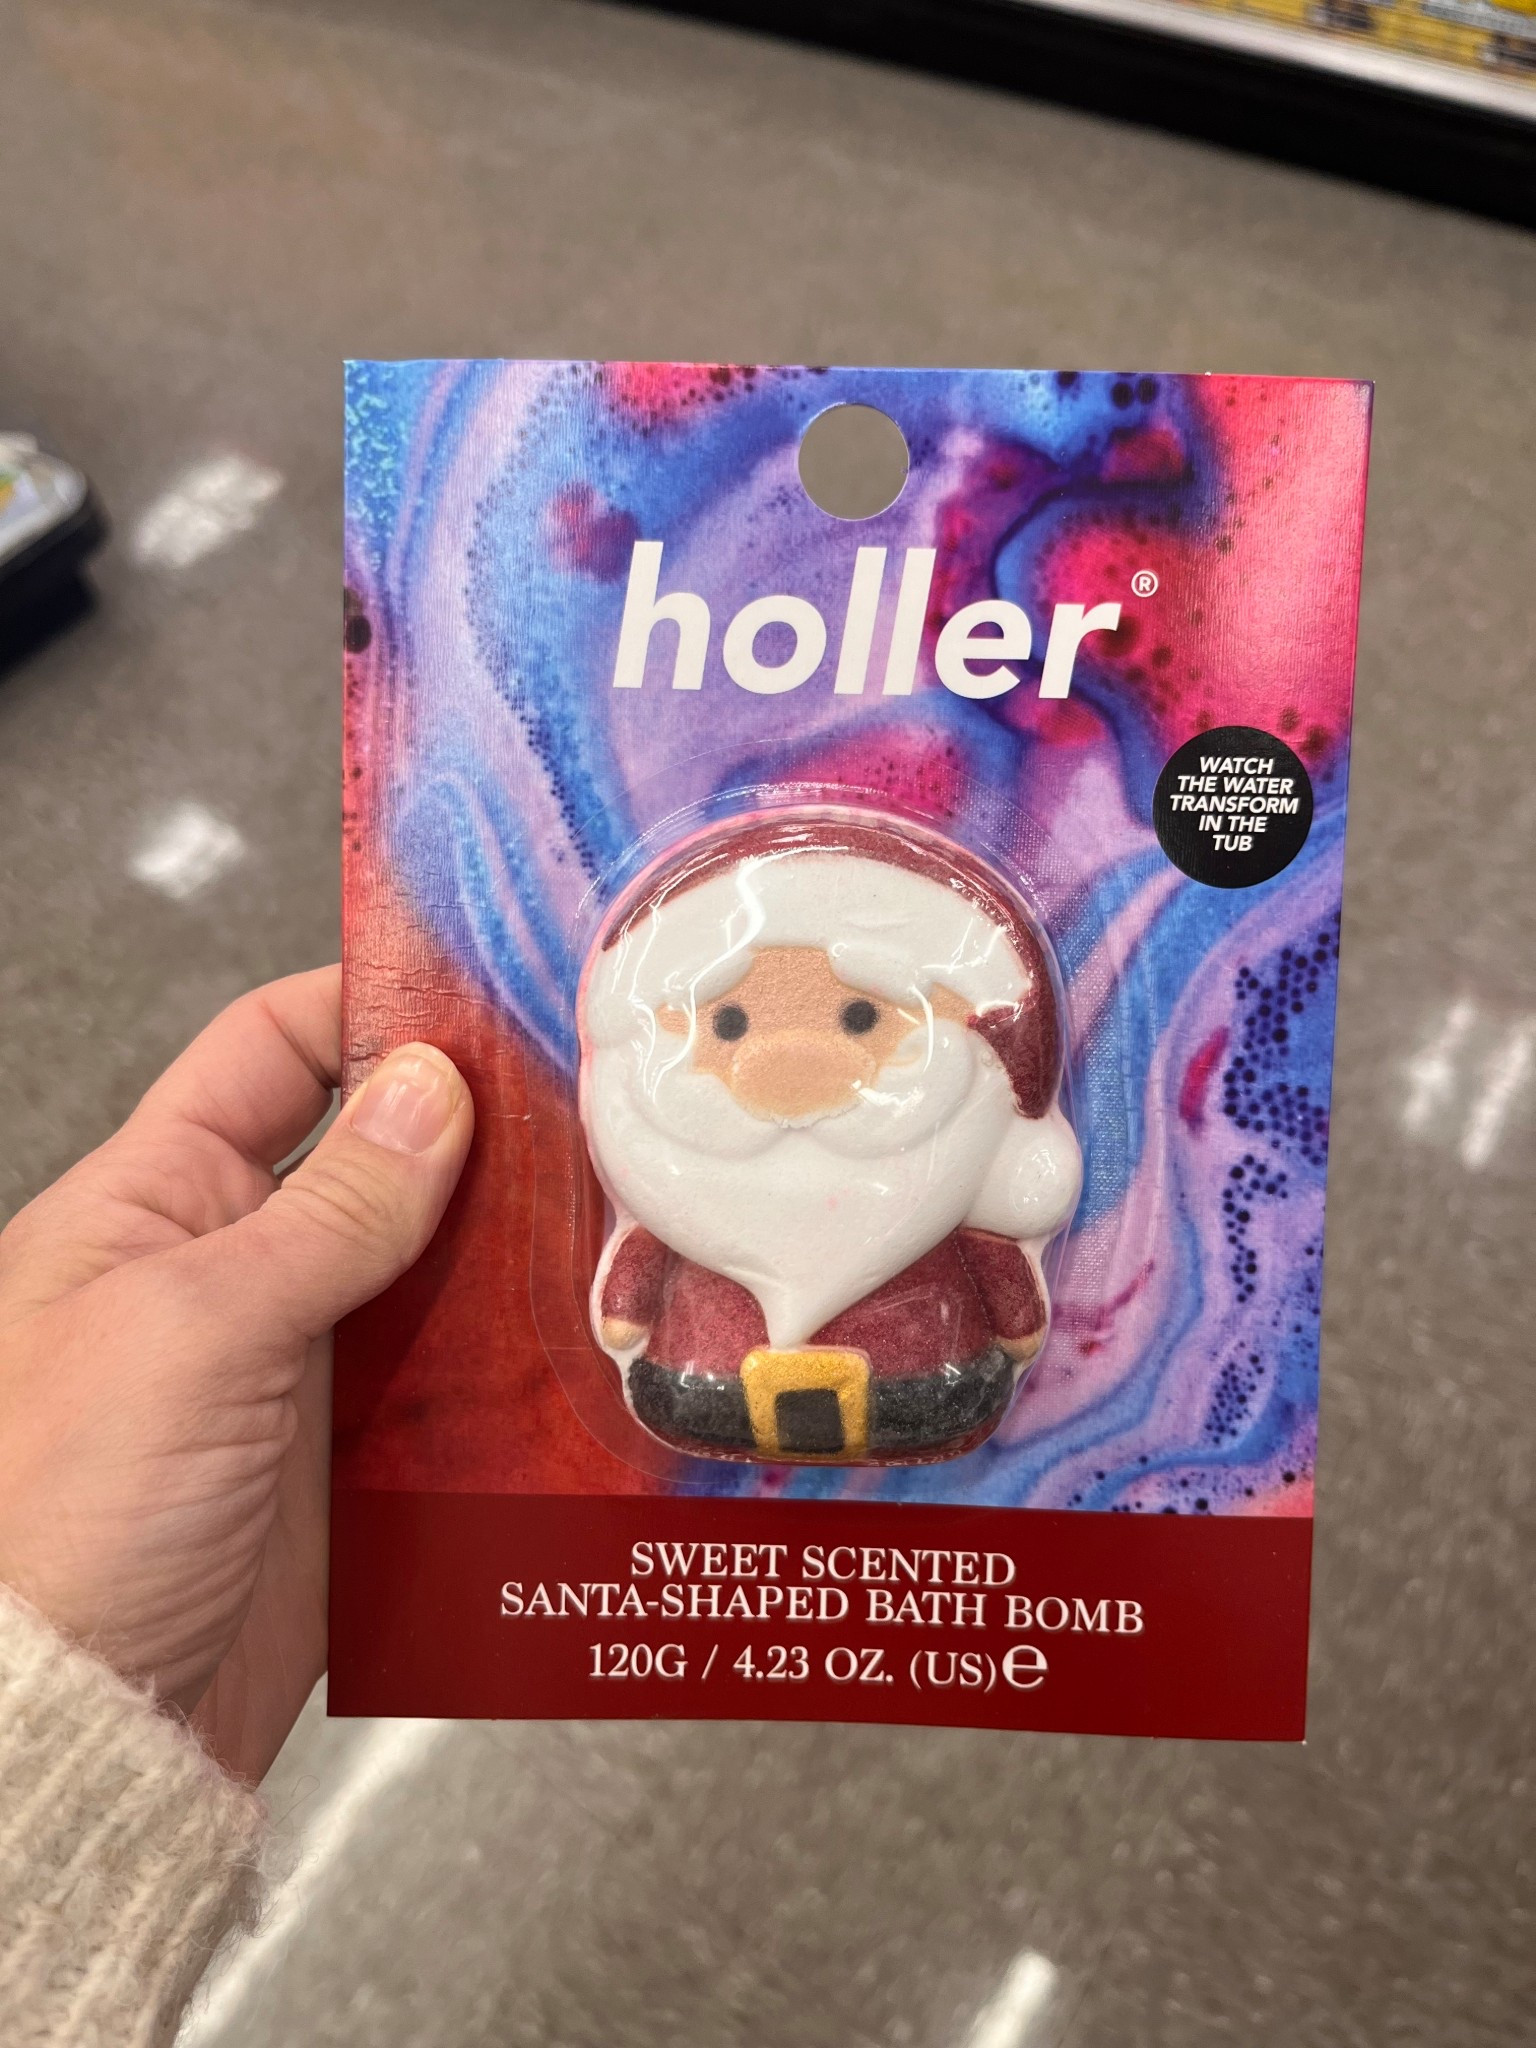 holler®
WATCH
THE WATER
TRANSFORM
IN THE
TUB
SWEET SCENTED
SANTA-SHAPED BATH BOMB
120G / 4.23 OZ. (US) ℮